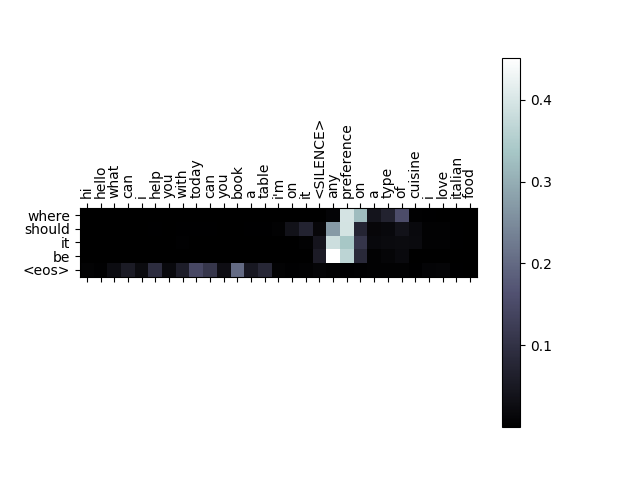 hi hello what can i help you with today can you book a table i'm on it <SILENCE> any preference on a type of cuisine i love italian food
where
should
it
be
<eos>
0.4
0.3
0.2
0.1